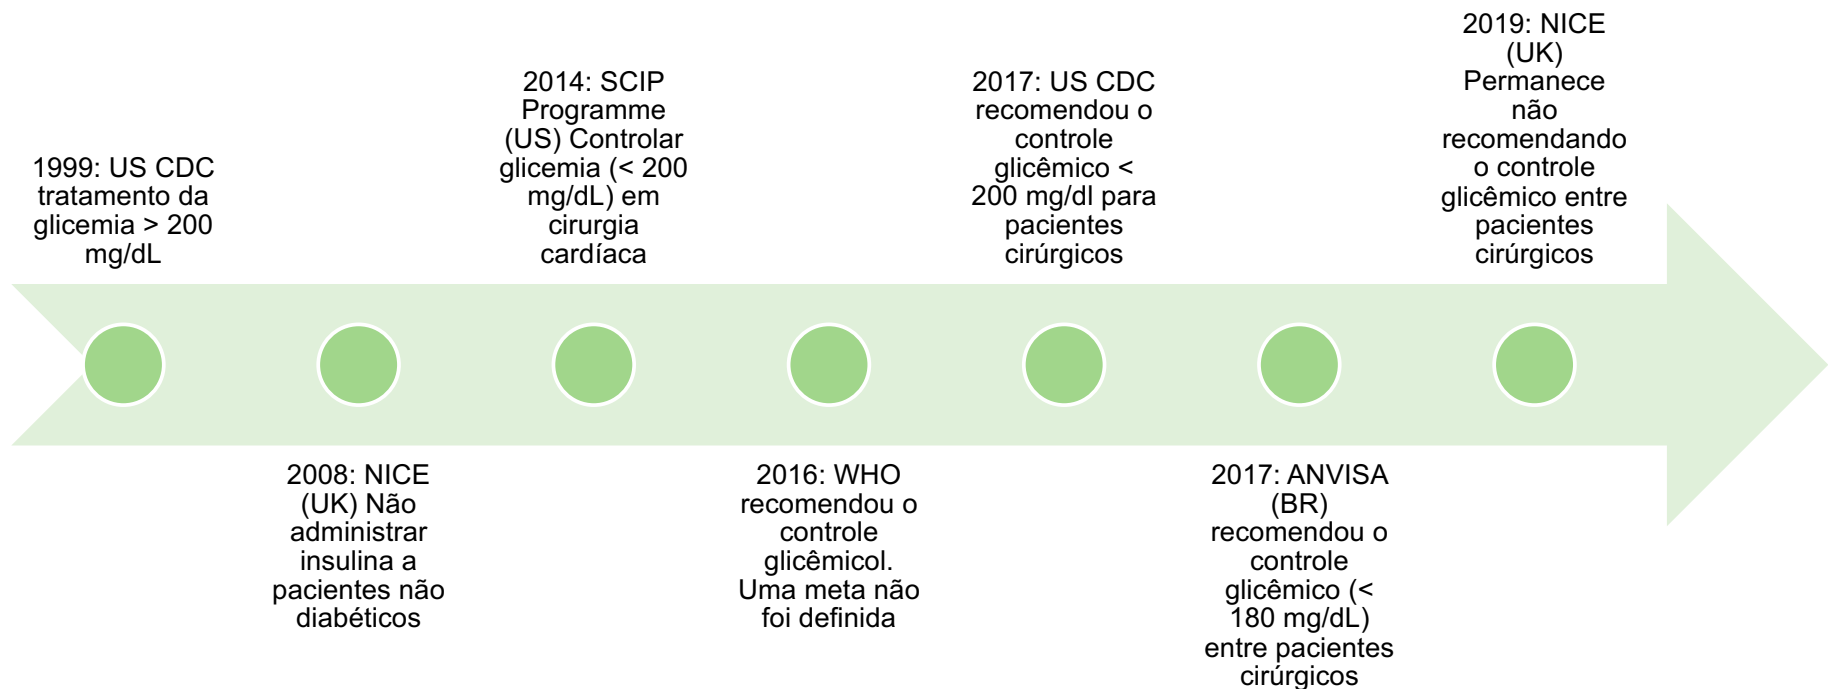 1999: US CDC
tratamento da
glicemia > 200
mg/dL
2008: NICE
(UK) Não
administrar
insulina a
pacientes não
diabéticos
2014: SCIP
Programme
(US) Controlar
glicemia (< 200
mg/dL) em
cirurgia
cardíaca
2016: WHO
recomendou o
controle
glicêmicol.
Uma meta não
foi definida
2017: US CDC
recomendou o
controle
glicêmico <
200 mg/dl para
pacientes
cirúrgicos
2017: ANVISA
(BR)
recomendou o
controle
glicêmico (<
180 mg/dL)
entre pacientes
cirúrgicos
2019: NICE
(UK)
Permanece
não
recomendando
o controle
glicêmico entre
pacientes
cirúrgicos